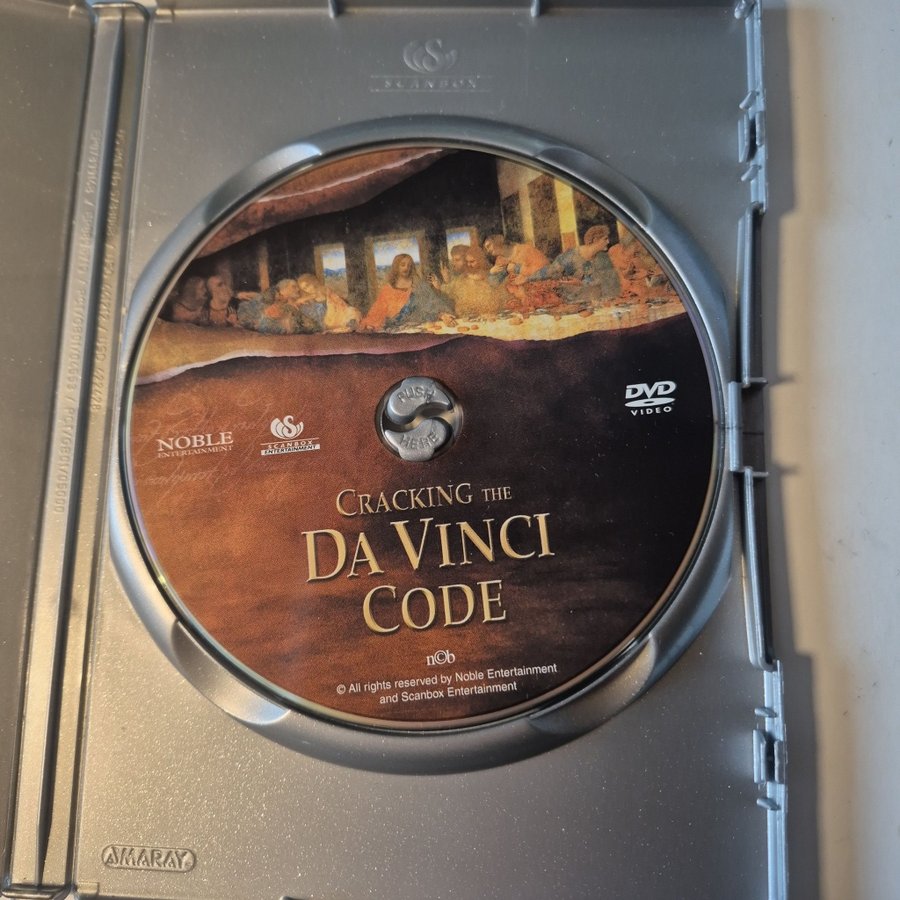 SCANBOX
PUSH
HERE
DVD
VIDEO
NOBLE
ENTERTAINMENT
SCANBOX
ENTERTAINMENT
CRACKING THE
DA VINCI
CODE
n©b
© All rights reserved by Noble Entertainment
and Scanbox Entertainment
AMARAY